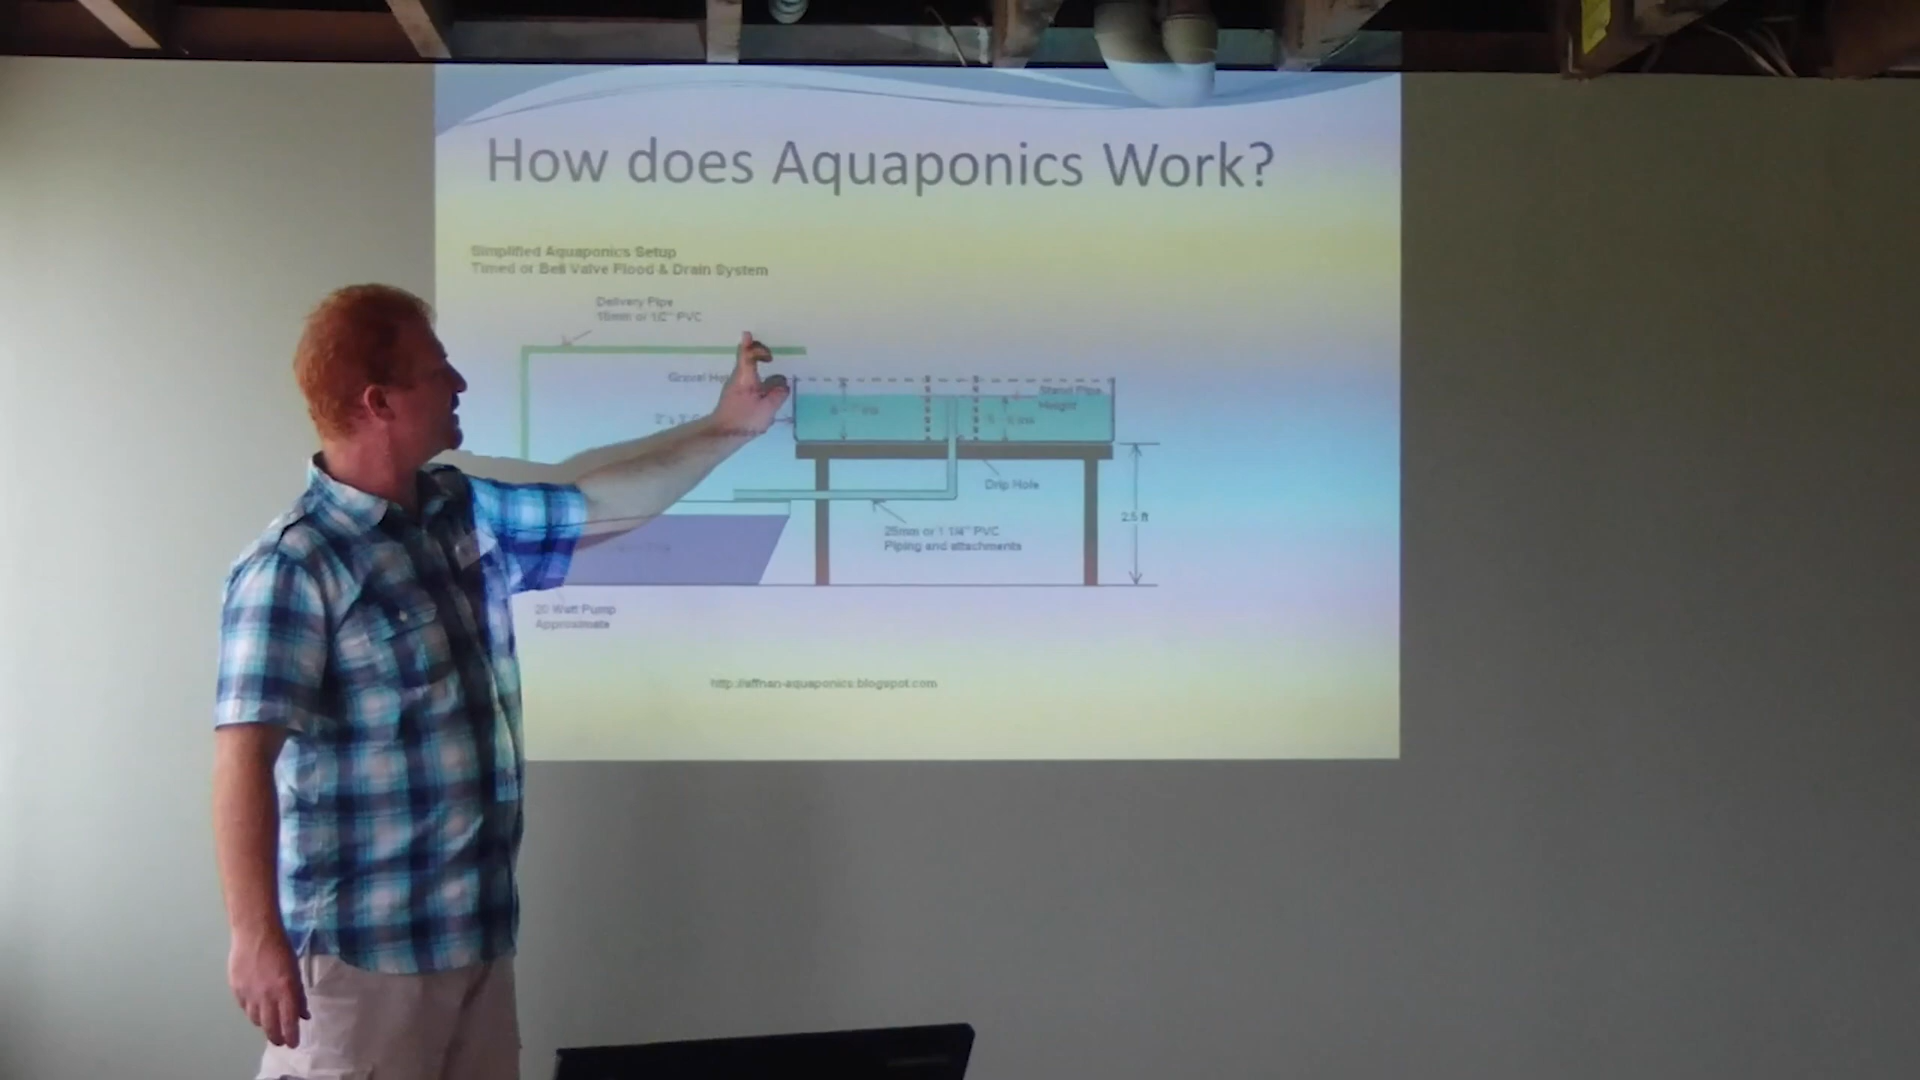 How does Aquaponics Work?
Simplified Aquaponics Setup
Timed or Bell Valve Flood & Drain System
Delivery Pipe
15mm or 1/2" PVC
Gravel
Stand Pipe
Height
Drip Hole
2.5 ft
25mm or 1 1/4" PVC
Piping and attachments
20 Watt Pump
Approximate
http://affnan-aquaponics.blogspot.com